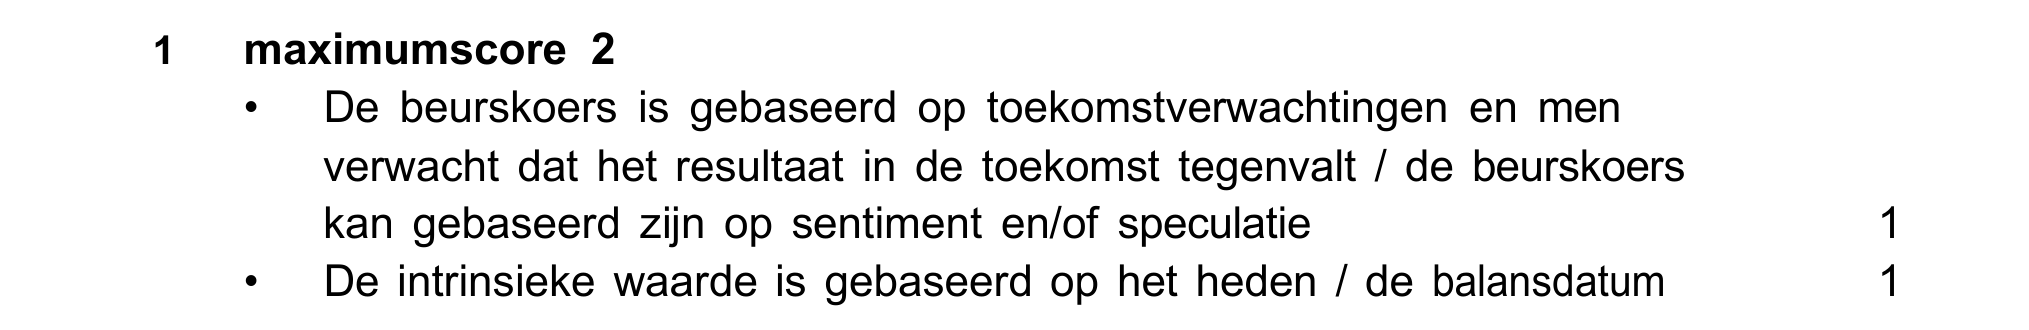 1 maximumscore 2
• De beurskoers is gebaseerd op toekomstverwachtingen en men
verwacht dat het resultaat in de toekomst tegenvalt / de beurskoers
kan gebaseerd zijn op sentiment en/of speculatie 1
• De intrinsieke waarde is gebaseerd op het heden / de balansdatum 1